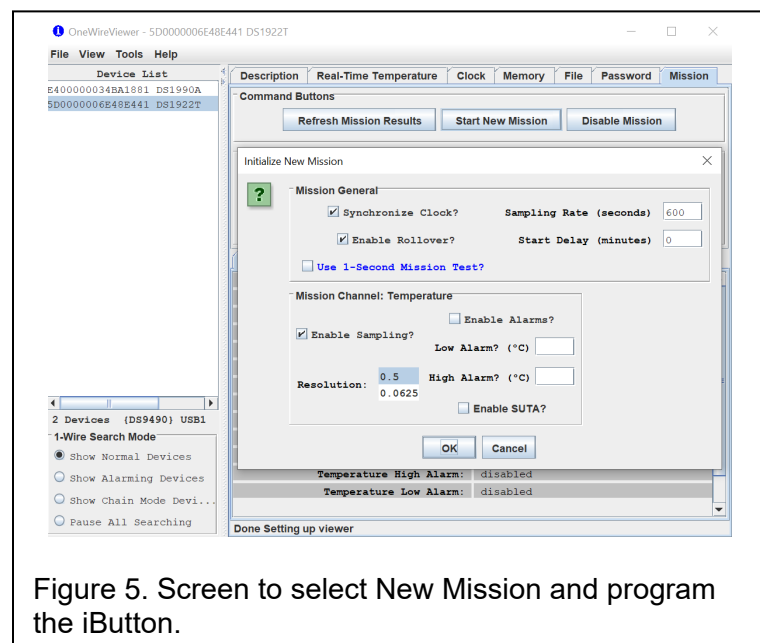 OneWireViewer - 5D0000006E48E441 DS1922T
File View Tools Help
Device List
E400000034BA1881 DS1990A
5D0000006E48E441 DS1922T
Description Real-Time Temperature Clock Memory File Password Mission
Command Buttons
Refresh Mission Results Start New Mission Disable Mission
Initialize New Mission
?
Mission General
Synchronize Clock? Sampling Rate (seconds) 600
Enable Rollover? Start Delay (minutes) 0
Use 1-Second Mission Test?
Mission Channel: Temperature
Enable Alarms?
Enable Sampling?
Low Alarm? (°C)
Resolution: 0.5 High Alarm? (°C)
0.0625
Enable SUTA?
OK Cancel
Temperature High Alarm: disabled
Temperature Low Alarm: disabled
2 Devices (DS9490) USB1
1-Wire Search Mode
Show Normal Devices
Show Alarming Devices
Show Chain Mode Devi...
Pause All Searching
Done Setting up viewer
Figure 5. Screen to select New Mission and program
the iButton.